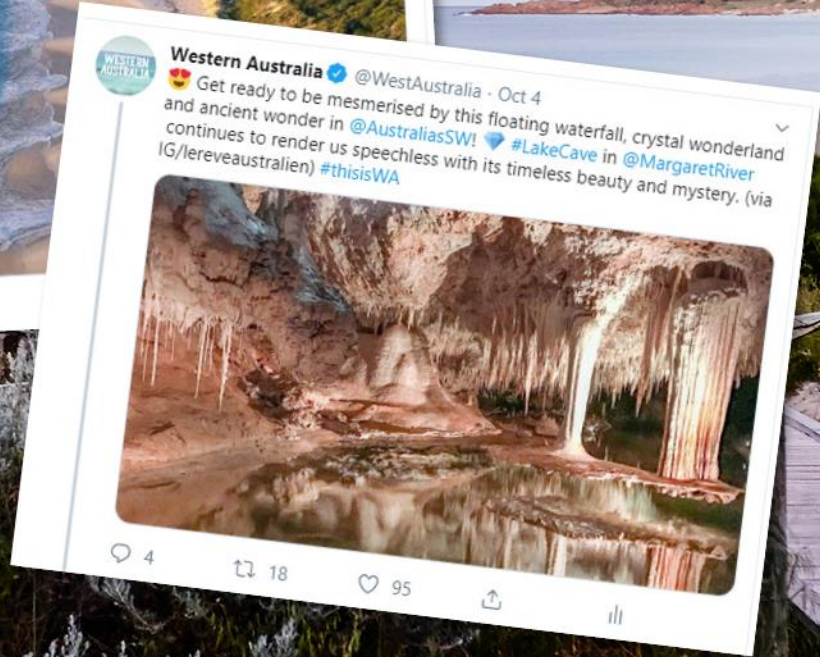 WESTERN
AUSTRALIA
Western Australia @WestAustralia · Oct 4
😍 Get ready to be mesmerised by this floating waterfall, crystal wonderland
and ancient wonder in @AustraliasSW! 💎 #LakeCave in @MargaretRiver
continues to render us speechless with its timeless beauty and mystery. (via
IG/lereveaustralien) #thisisWA
4 18 95